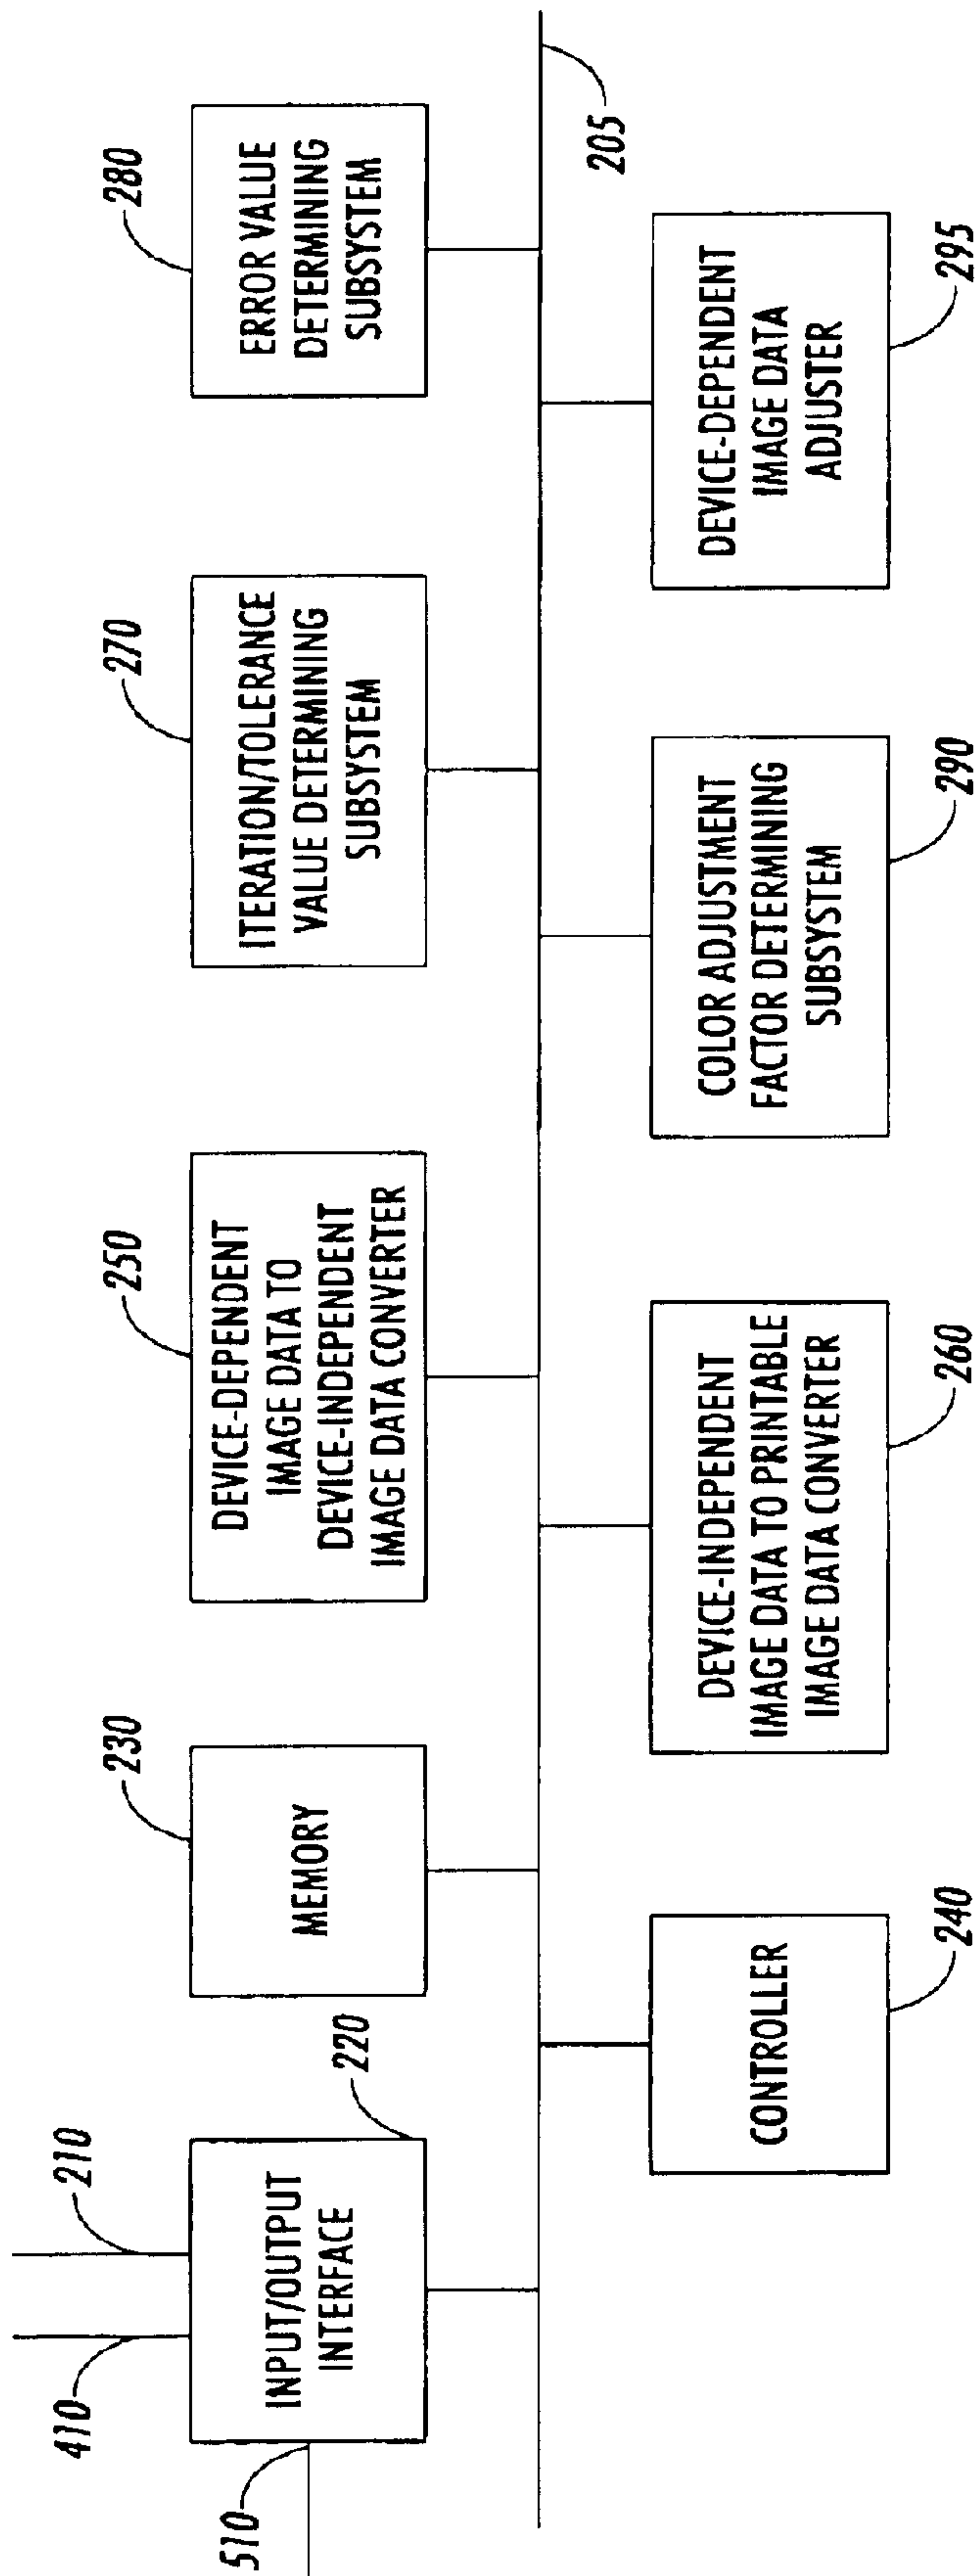 410
210
510
INPUT/OUTPUT
INTERFACE
220
230
MEMORY
250
DEVICE-DEPENDENT
IMAGE DATA TO
DEVICE-INDEPENDENT
IMAGE DATA CONVERTER
270
ITERATION/TOLERANCE
VALUE DETERMINING
SUBSYSTEM
280
ERROR VALUE
DETERMINING
SUBSYSTEM
205
CONTROLLER
240
DEVICE-INDEPENDENT
IMAGE DATA TO PRINTABLE
IMAGE DATA CONVERTER
260
COLOR ADJUSTMENT
FACTOR DETERMINING
SUBSYSTEM
290
DEVICE-DEPENDENT
IMAGE DATA
ADJUSTER
295